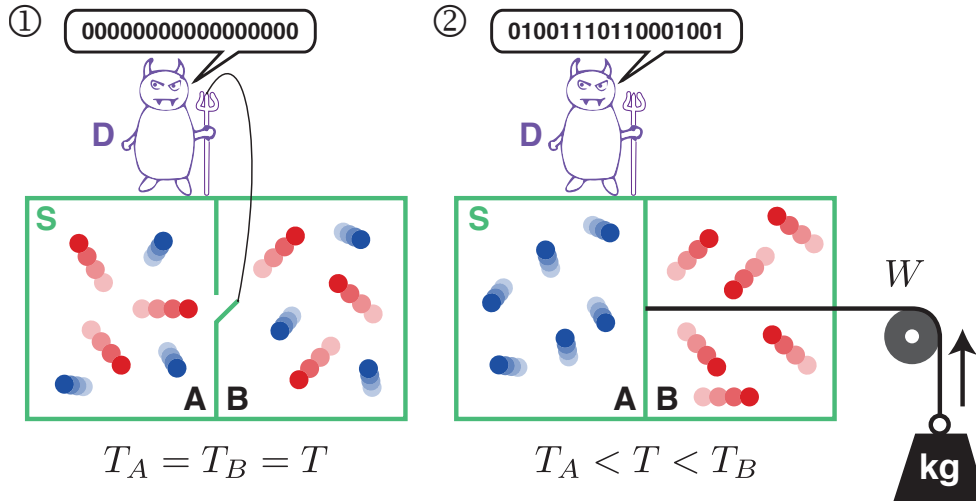 ①
00000000000000000
D
S
A
B
T_A = T_B = T
②
01001110110001001
D
S
A
B
W
kg
T_A < T < T_B